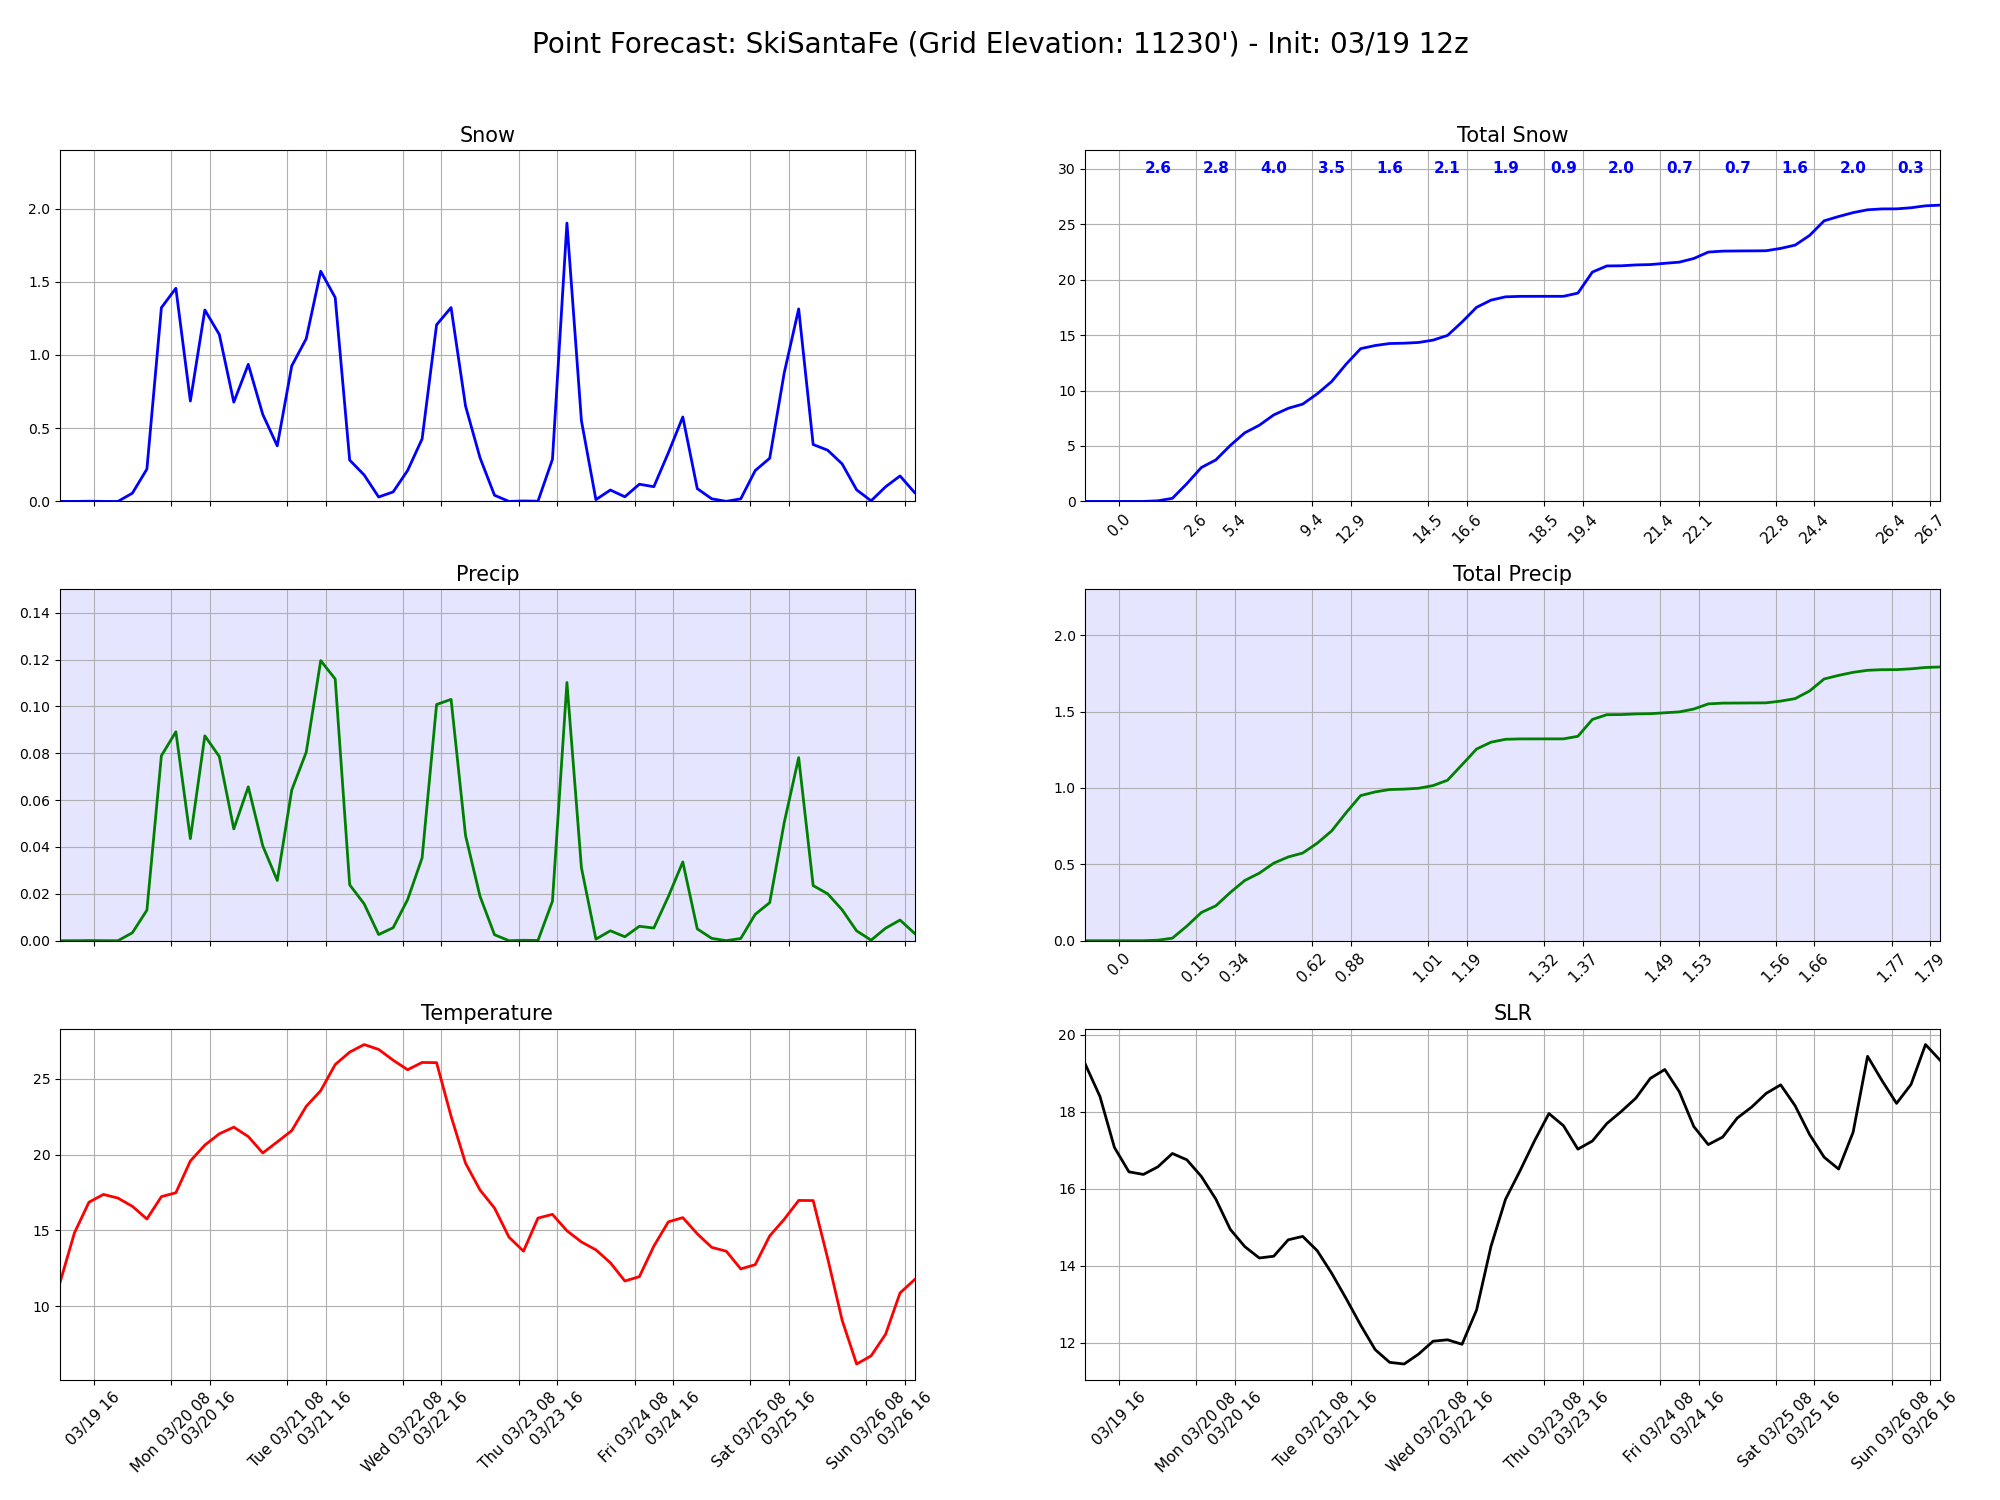 Point Forecast: SkiSantaFe (Grid Elevation: 11230') - Init: 03/19 12z
Snow
2.0
1.5
1.0
0.5
0.0
Total Snow
2.6 2.8 4.0 3.5 1.6 2.1 1.9 0.9 2.0 0.7 0.7 1.6 2.0 0.3
30
25
20
15
10
5
0
0.0 2.6 5.4 9.4 12.9 14.5 16.6 18.5 19.4 21.4 22.1 22.8 24.4 26.4 26.7
Precip
0.14
0.12
0.10
0.08
0.06
0.04
0.02
0.00
Total Precip
2.0
1.5
1.0
0.5
0.0
0.0 0.15 0.34 0.62 0.88 1.01 1.19 1.32 1.37 1.49 1.53 1.56 1.66 1.77 1.79
Temperature
25
20
15
10
03/19 16
Mon 03/20 08
03/20 16
Tue 03/21 08
03/21 16
Wed 03/22 08
03/22 16
Thu 03/23 08
03/23 16
Fri 03/24 08
03/24 16
Sat 03/25 08
03/25 16
Sun 03/26 08
03/26 16
SLR
20
18
16
14
12
03/19 16
Mon 03/20 08
03/20 16
Tue 03/21 08
03/21 16
Wed 03/22 08
03/22 16
Thu 03/23 08
03/23 16
Fri 03/24 08
03/24 16
Sat 03/25 08
03/25 16
Sun 03/26 08
03/26 16